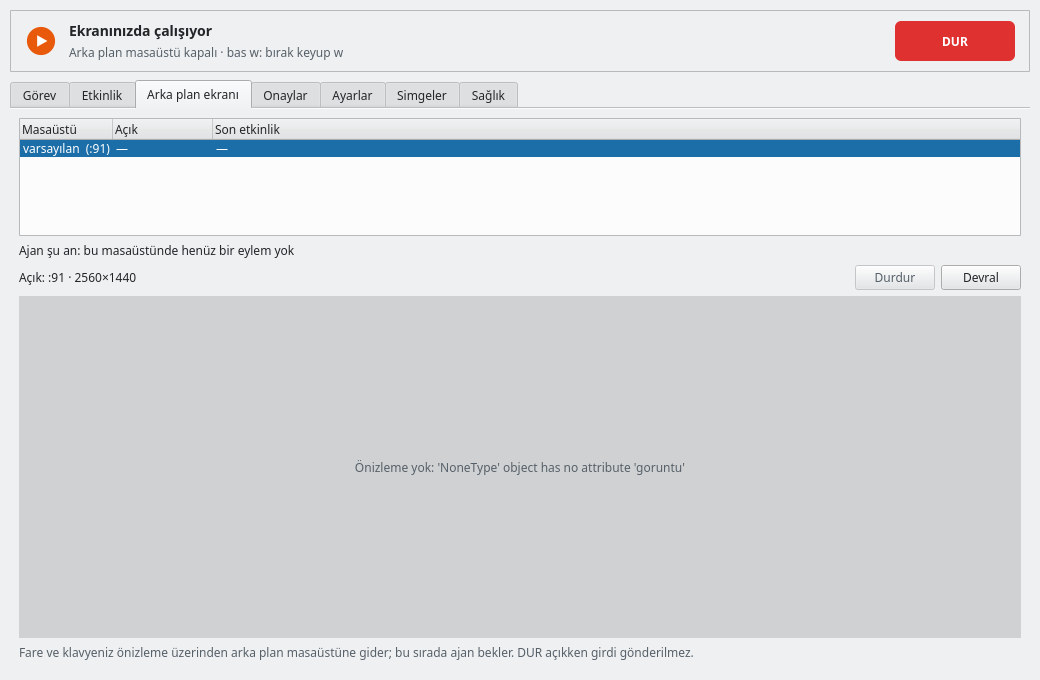 Ekranınızda çalışıyor
Arka plan masaüstü kapalı · bas w: bırak keyup w
DUR
Görev Etkinlik Arka plan ekranı Onaylar Ayarlar Simgeler Sağlık
Masaüstü Açık Son etkinlik
varsayılan (:91) — —
Ajan şu an: bu masaüstünde henüz bir eylem yok
Açık: :91 · 2560×1440
Durdur Devral
Önizleme yok: 'NoneType' object has no attribute 'goruntu'
Fare ve klavyeniz önizleme üzerinden arka plan masaüstüne gider; bu sırada ajan bekler. DUR açıkken girdi gönderilmez.